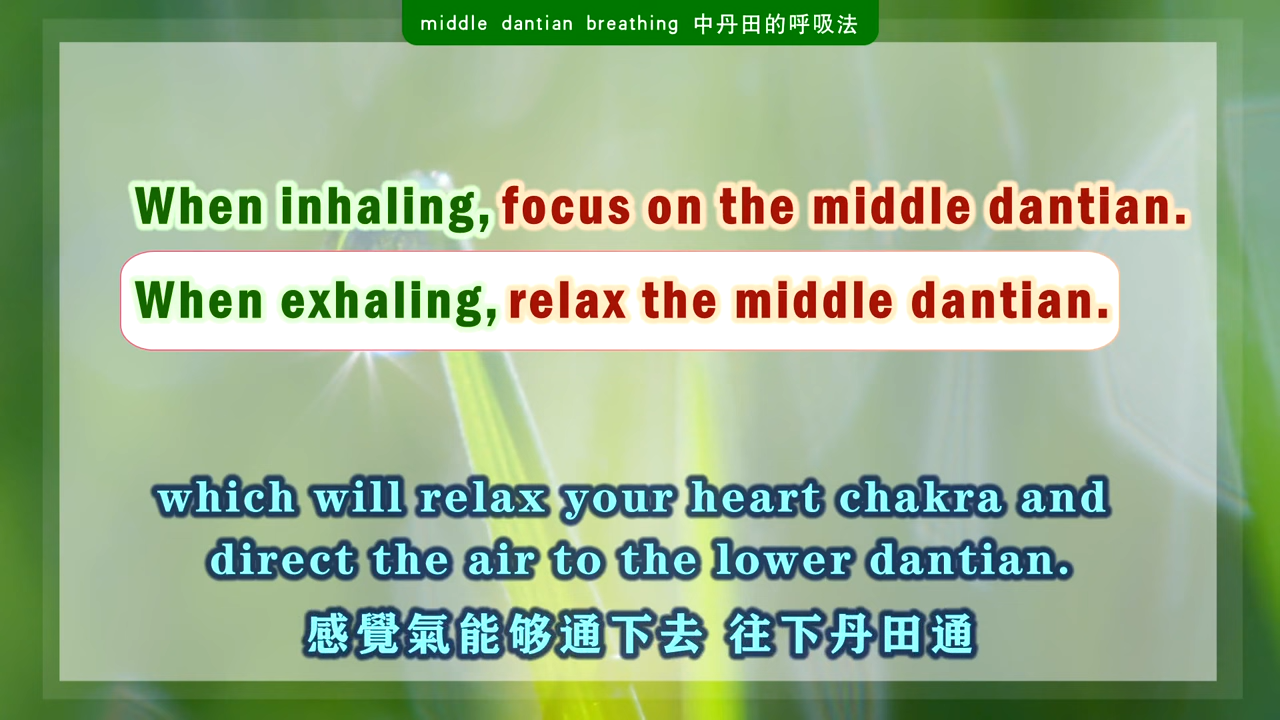 middle dantian breathing 中丹田的呼吸法
When inhaling, focus on the middle dantian.
When exhaling, relax the middle dantian.
which will relax your heart chakra and
direct the air to the lower dantian.
感覺氣能够通下去 往下丹田通